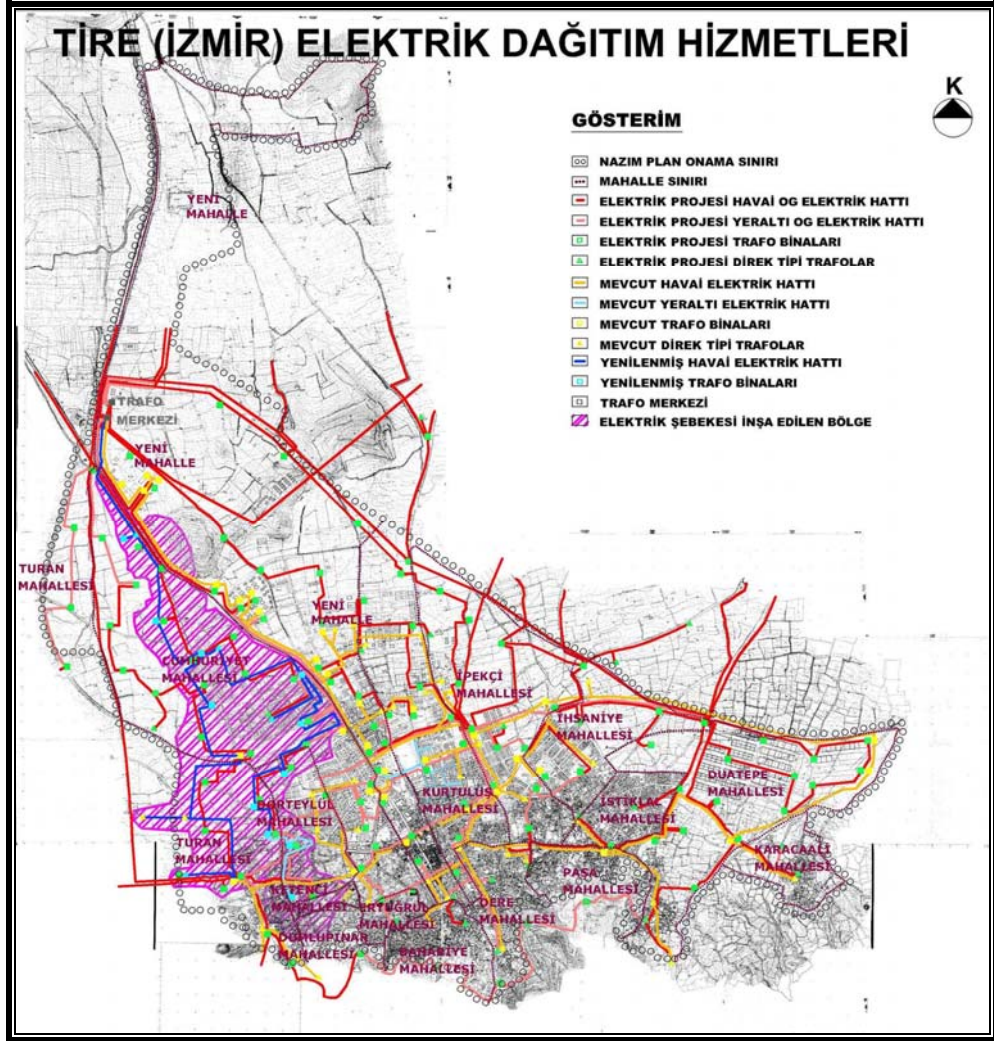 TİRE (İZMİR) ELEKTRİK DAĞITIM HİZMETLERİ
K
GÖSTERİM
NAZIM PLAN ONAMA SINIRI
MAHALLE SINIRI
ELEKTRİK PROJESİ HAVAİ OG ELEKTRİK HATTI
ELEKTRİK PROJESİ YERALTI OG ELEKTRİK HATTI
ELEKTRİK PROJESİ TRAFO BİNALARI
ELEKTRİK PROJESİ DİREK TİPİ TRAFOLAR
MEVCUT HAVAİ ELEKTRİK HATTI
MEVCUT YERALTI ELEKTRİK HATTI
MEVCUT TRAFO BİNALARI
MEVCUT DİREK TİPİ TRAFOLAR
YENİLENMİŞ HAVAİ ELEKTRİK HATTI
YENİLENMİŞ TRAFO BİNALARI
TRAFO MERKEZİ
ELEKTRİK ŞEBEKESİ İNŞA EDİLEN BÖLGE
YENİ
MAHALLE
TRAFO
MERKEZİ
YENİ
MAHALLE
TURAN
MAHALLESİ
YENİ
MAHALLE
CUMHURİYET
MAHALLESİ
İPEKÇİ
MAHALLESİ
İHSANİYE
MAHALLESİ
DUATEPE
MAHALLESİ
KURTULUŞ
MAHALLESİ
İSTİKLAL
MAHALLESİ
DÖRTEYLÜL
MAHALLESİ
TURAN
MAHALLESİ
KARACAALİ
MAHALLESİ
PAŞA
MAHALLESİ
KETENCİ
MAHALLESİ
ERTUĞRUL
MAHALLESİ
DERE
MAHALLESİ
DUMLUPINAR
MAHALLESİ
BAHARİYE
MAHALLESİ